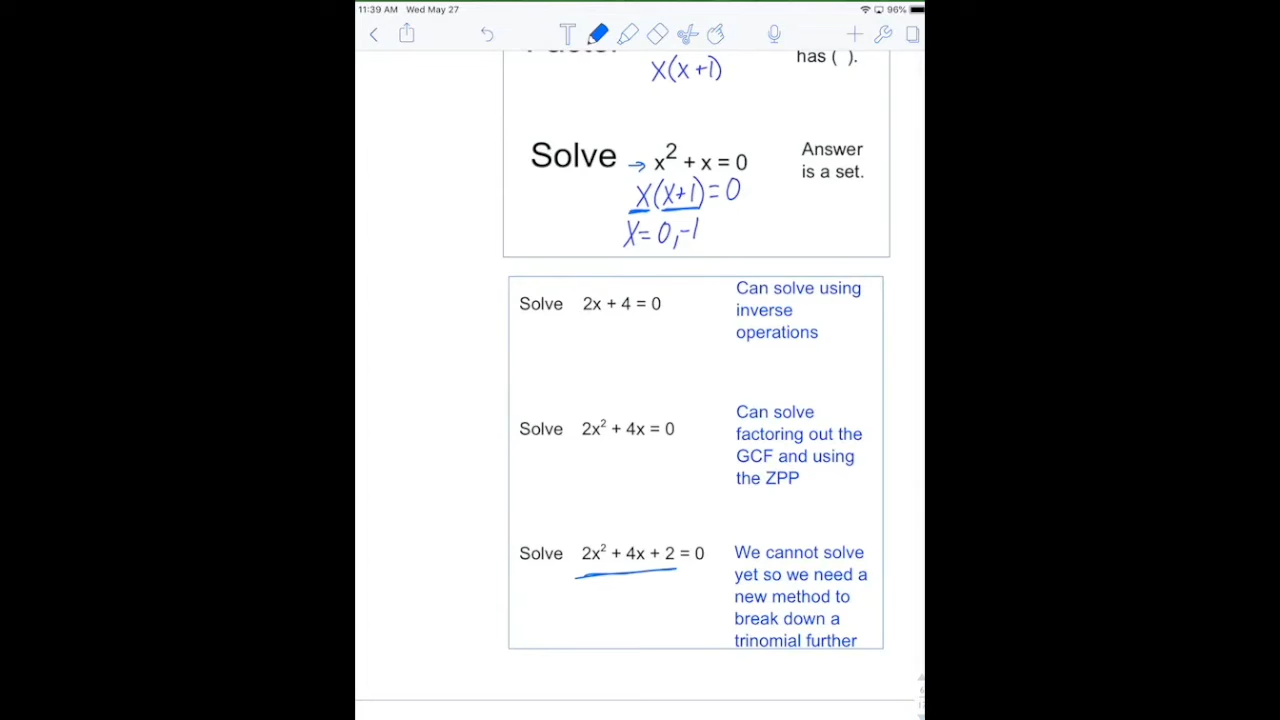 11:39 AM Wed May 27
96%
has ( ).
x(x+1)
Solve → x² + x = 0
Answer
is a set.
x(x+1)=0
x=0,-1
Solve 2x + 4 = 0
Can solve using
inverse
operations
Solve 2x² + 4x = 0
Can solve
factoring out the
GCF and using
the ZPP
Solve 2x² + 4x + 2 = 0
We cannot solve
yet so we need a
new method to
break down a
trinomial further